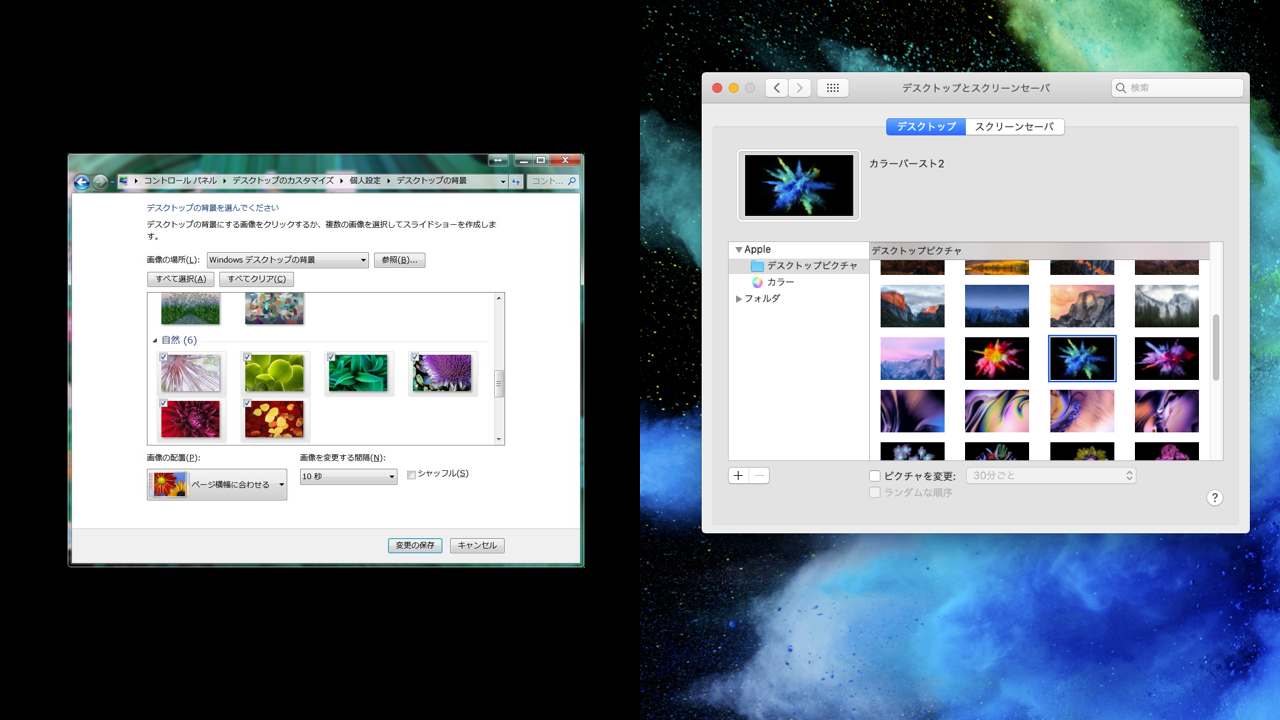 コントロール パネル ▸ デスクトップのカスタマイズ ▸ 個人設定 ▸ デスクトップの背景
コント...
デスクトップの背景を選んでください
デスクトップの背景にする画像をクリックするか、複数の画像を選択してスライドショーを作成しま
す。
画像の場所(L): Windows デスクトップの背景 参照(B)...
すべて選択(A) すべてクリア(C)
自然 (6)
画像の配置(P): 画像を変更する間隔(N):
ページ横幅に合わせる 10 秒 シャッフル(S)
変更の保存 キャンセル
デスクトップとスクリーンセーバ 検索
デスクトップ スクリーンセーバ
カラーバースト2
Apple
デスクトップピクチャ
カラー
フォルダ
デスクトップピクチャ
ピクチャを変更: 30分ごと
ランダムな順序
?